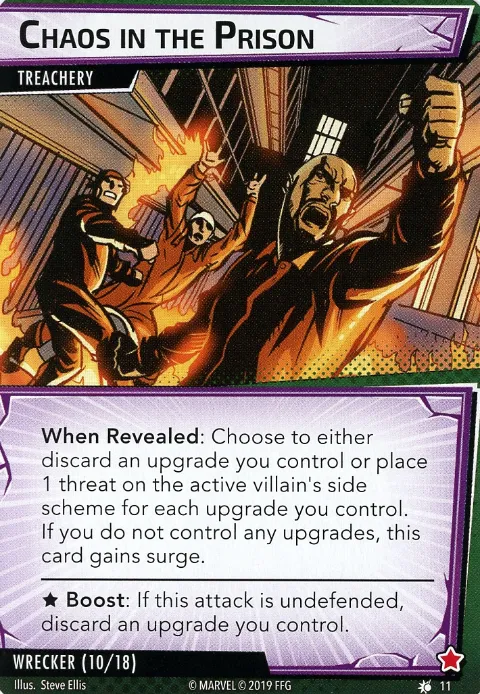 CHAOS IN THE PRISON
TREACHERY
When Revealed: Choose to either
discard an upgrade you control or place
1 threat on the active villain's side
scheme for each upgrade you control.
If you do not control any upgrades, this
card gains surge.
★ Boost: If this attack is undefended,
discard an upgrade you control.
WRECKER (10/18)
Illus. Steve Ellis © MARVEL © 2019 FFG 11